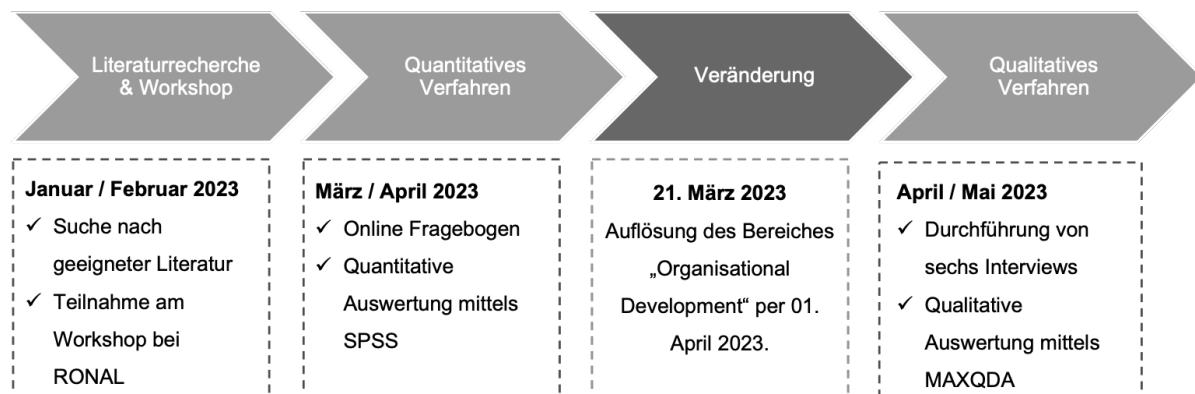 Literaturrecherche
& Workshop
Quantitatives
Verfahren
Veränderung
Qualitatives
Verfahren
Januar / Februar 2023
✓ Suche nach
geeigneter Literatur
✓ Teilnahme am
Workshop bei
RONAL
März / April 2023
✓ Online Fragebogen
✓ Quantitative
Auswertung mittels
SPSS
21. März 2023
Auflösung des Bereiches
„Organisational
Development“ per 01.
April 2023.
April / Mai 2023
✓ Durchführung von
sechs Interviews
✓ Qualitative
Auswertung mittels
MAXQDA